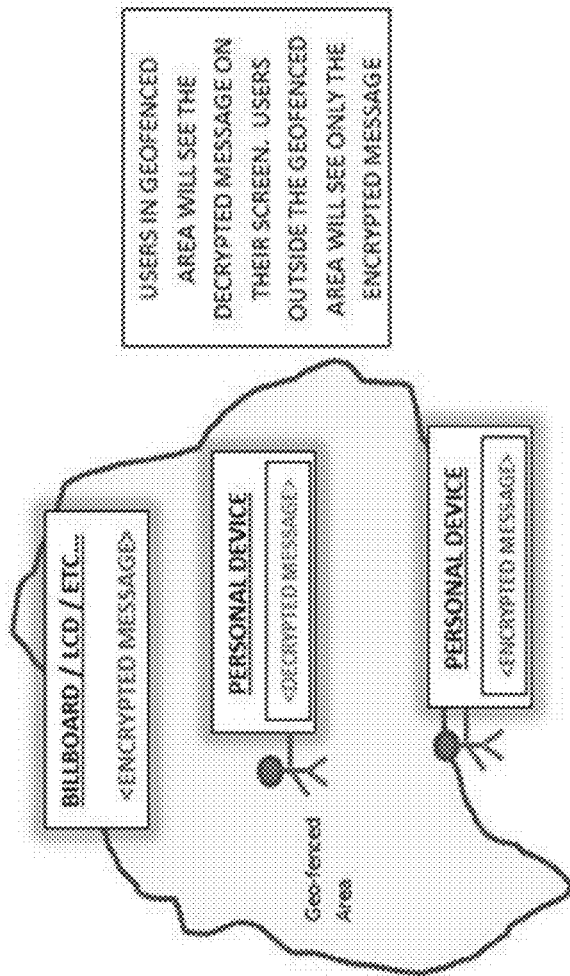 BILLBOARD / LCD / ETC...
<ENCRYPTED MESSAGE>
PERSONAL DEVICE
<DECRYPTED MESSAGE>
Geo-fenced
Area
PERSONAL DEVICE
<ENCRYPTED MESSAGE>
USERS IN GEOFENCED
AREA WILL SEE THE
DECRYPTED MESSAGE ON
THEIR SCREEN. USERS
OUTSIDE THE GEOFENCED
AREA WILL SEE ONLY THE
ENCRYPTED MESSAGE